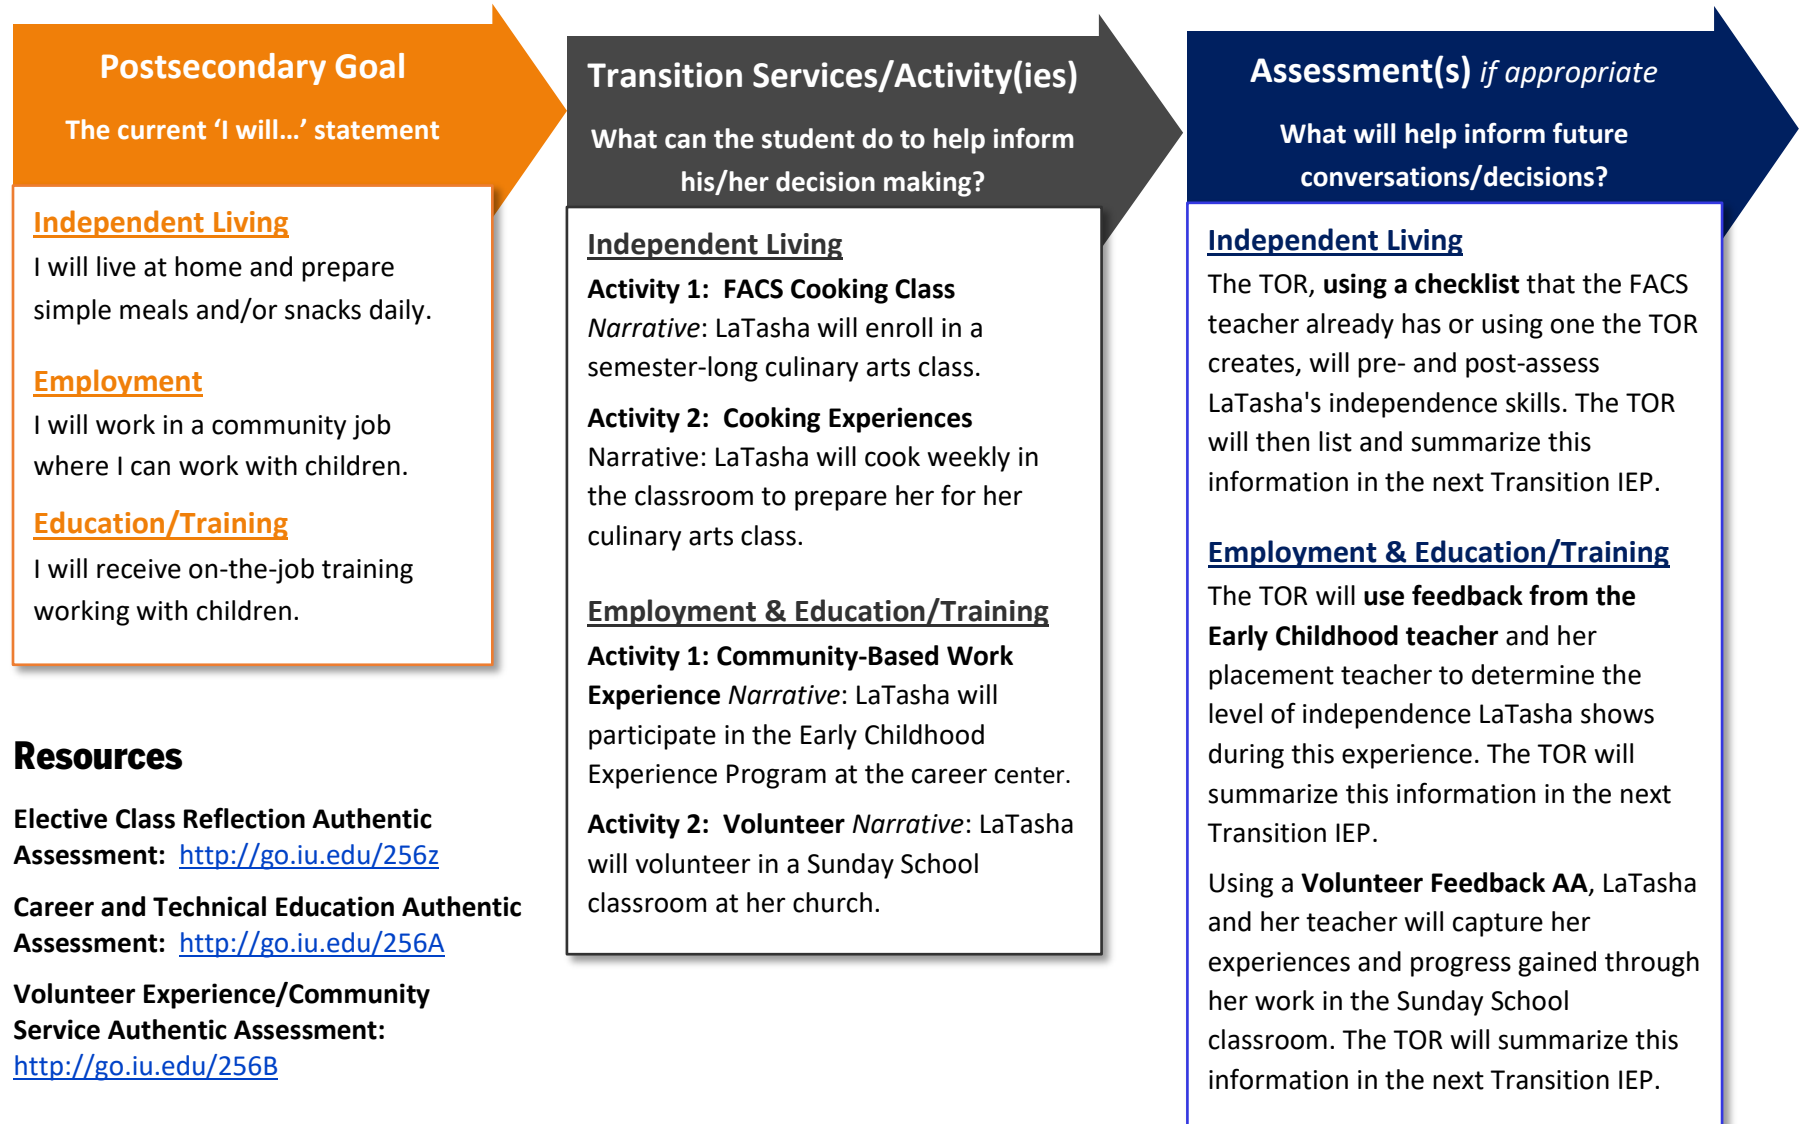 Postsecondary Goal
The current ‘I will…’ statement
Independent Living
I will live at home and prepare
simple meals and/or snacks daily.
Employment
I will work in a community job
where I can work with children.
Education/Training
I will receive on-the-job training
working with children.
Resources
Elective Class Reflection Authentic
Assessment: http://go.iu.edu/256z
Career and Technical Education Authentic
Assessment: http://go.iu.edu/256A
Volunteer Experience/Community
Service Authentic Assessment:
http://go.iu.edu/256B
Transition Services/Activity(ies)
What can the student do to help inform
his/her decision making?
Independent Living
Activity 1: FACS Cooking Class
Narrative: LaTasha will enroll in a
semester-long culinary arts class.
Activity 2: Cooking Experiences
Narrative: LaTasha will cook weekly in
the classroom to prepare her for her
culinary arts class.
Employment & Education/Training
Activity 1: Community-Based Work
Experience Narrative: LaTasha will
participate in the Early Childhood
Experience Program at the career center.
Activity 2: Volunteer Narrative: LaTasha
will volunteer in a Sunday School
classroom at her church.
Assessment(s) if appropriate
What will help inform future
conversations/decisions?
Independent Living
The TOR, using a checklist that the FACS
teacher already has or using one the TOR
creates, will pre- and post-assess
LaTasha's independence skills. The TOR
will then list and summarize this
information in the next Transition IEP.
Employment & Education/Training
The TOR will use feedback from the
Early Childhood teacher and her
placement teacher to determine the
level of independence LaTasha shows
during this experience. The TOR will
summarize this information in the next
Transition IEP.
Using a Volunteer Feedback AA, LaTasha
and her teacher will capture her
experiences and progress gained through
her work in the Sunday School
classroom. The TOR will summarize this
information in the next Transition IEP.